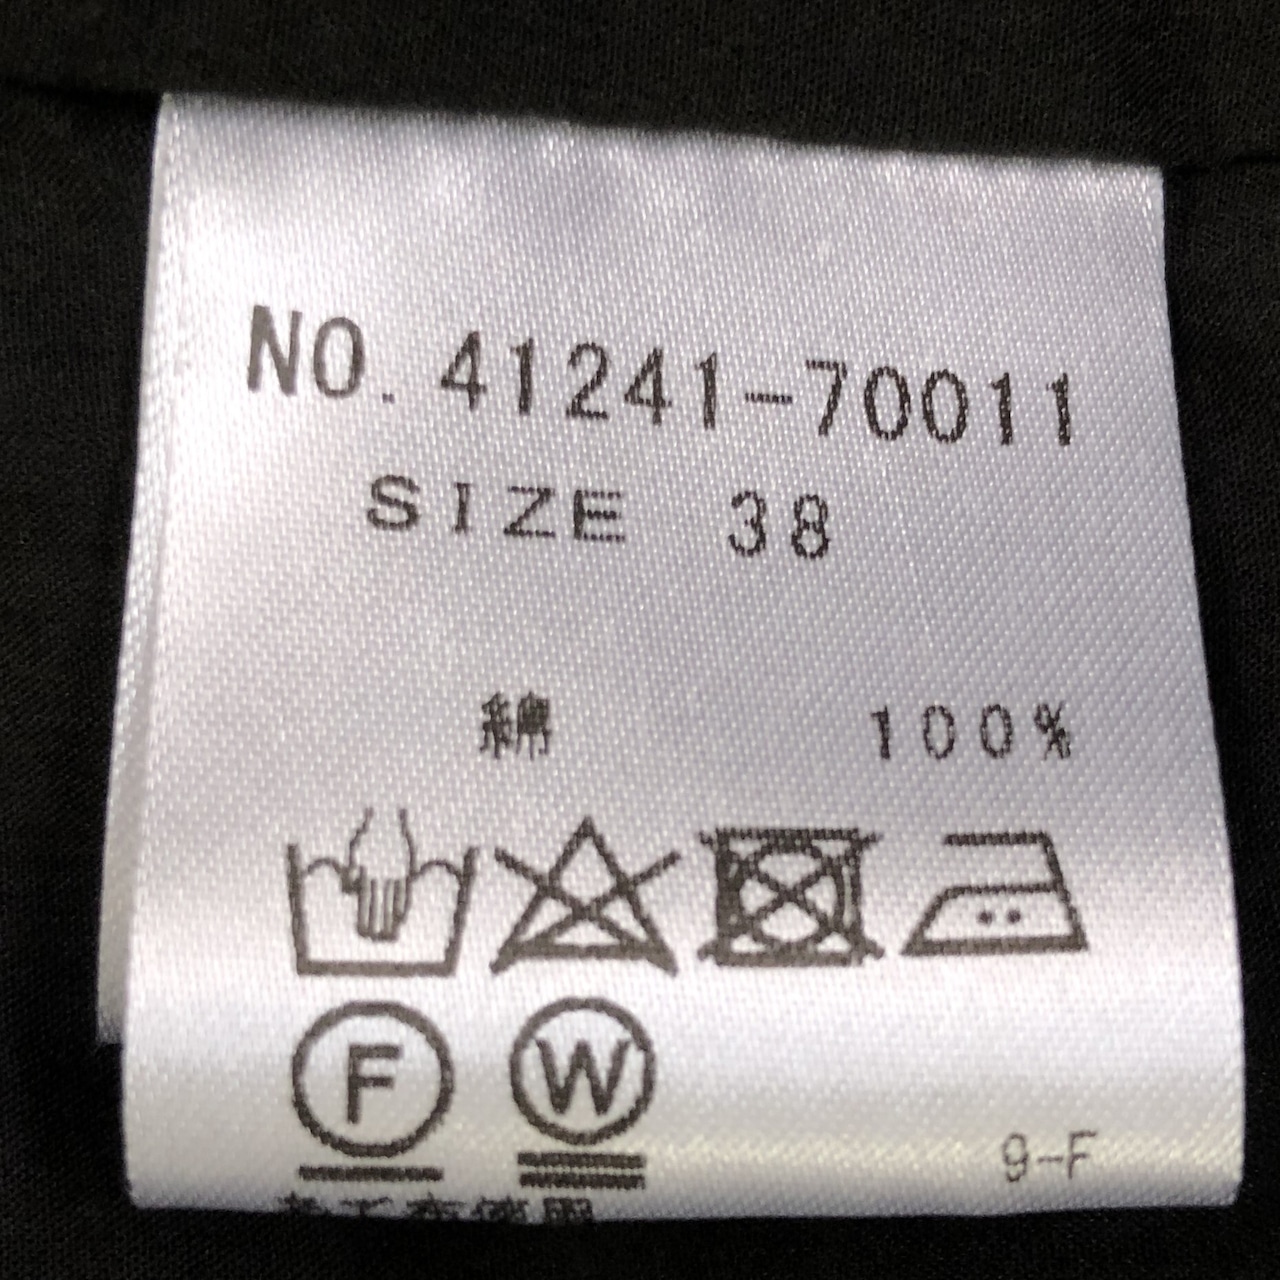 NO. 41241-70011
SIZE 38
綿 100%
F W
9-F